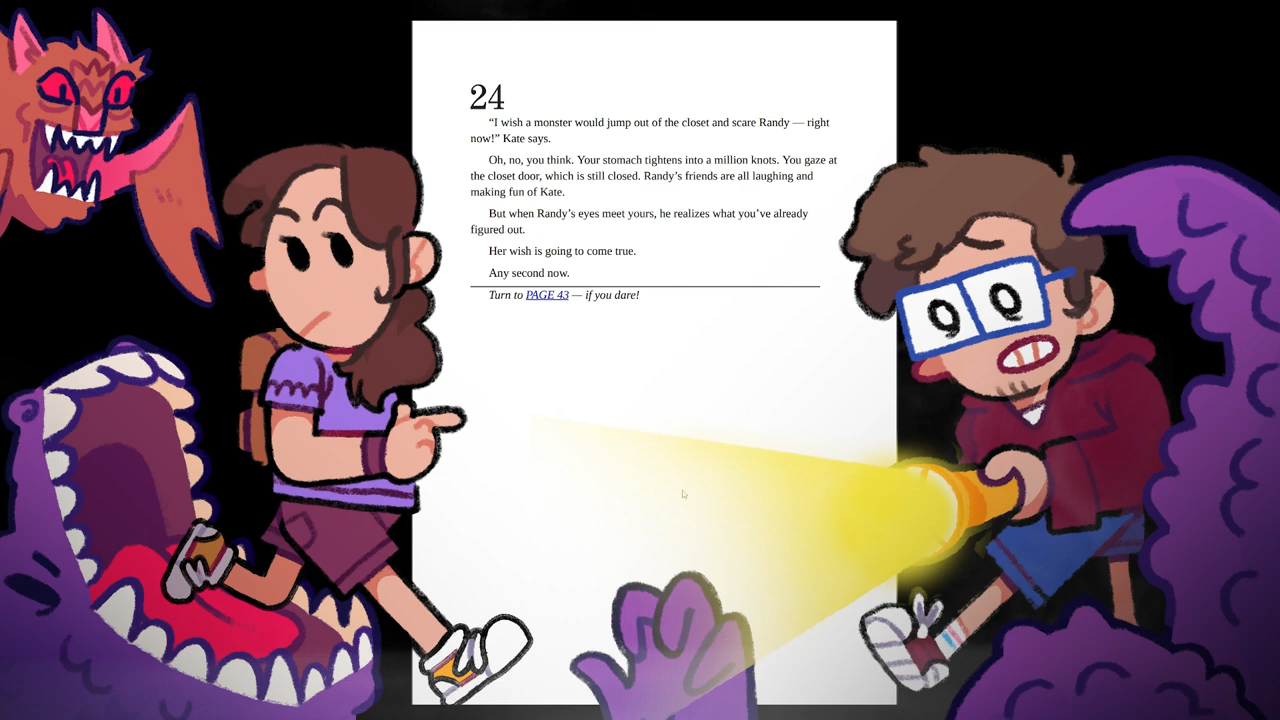 24
“I wish a monster would jump out of the closet and scare Randy — right
now!” Kate says.
Oh, no, you think. Your stomach tightens into a million knots. You gaze at
the closet door, which is still closed. Randy’s friends are all laughing and
making fun of Kate.
But when Randy’s eyes meet yours, he realizes what you’ve already
figured out.
Her wish is going to come true.
Any second now.
Turn to PAGE 43 — if you dare!